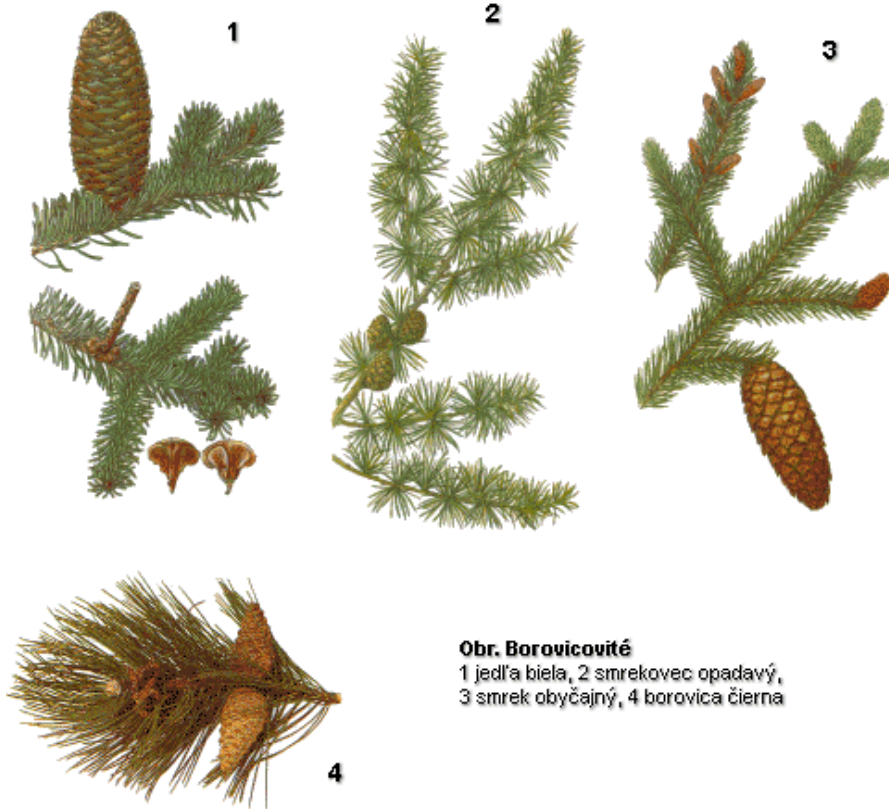 1
2
3
4
Obr. Borovicovité
1 jedľa biela, 2 smrekovec opadavý,
3 smrek obyčajný, 4 borovica čierna